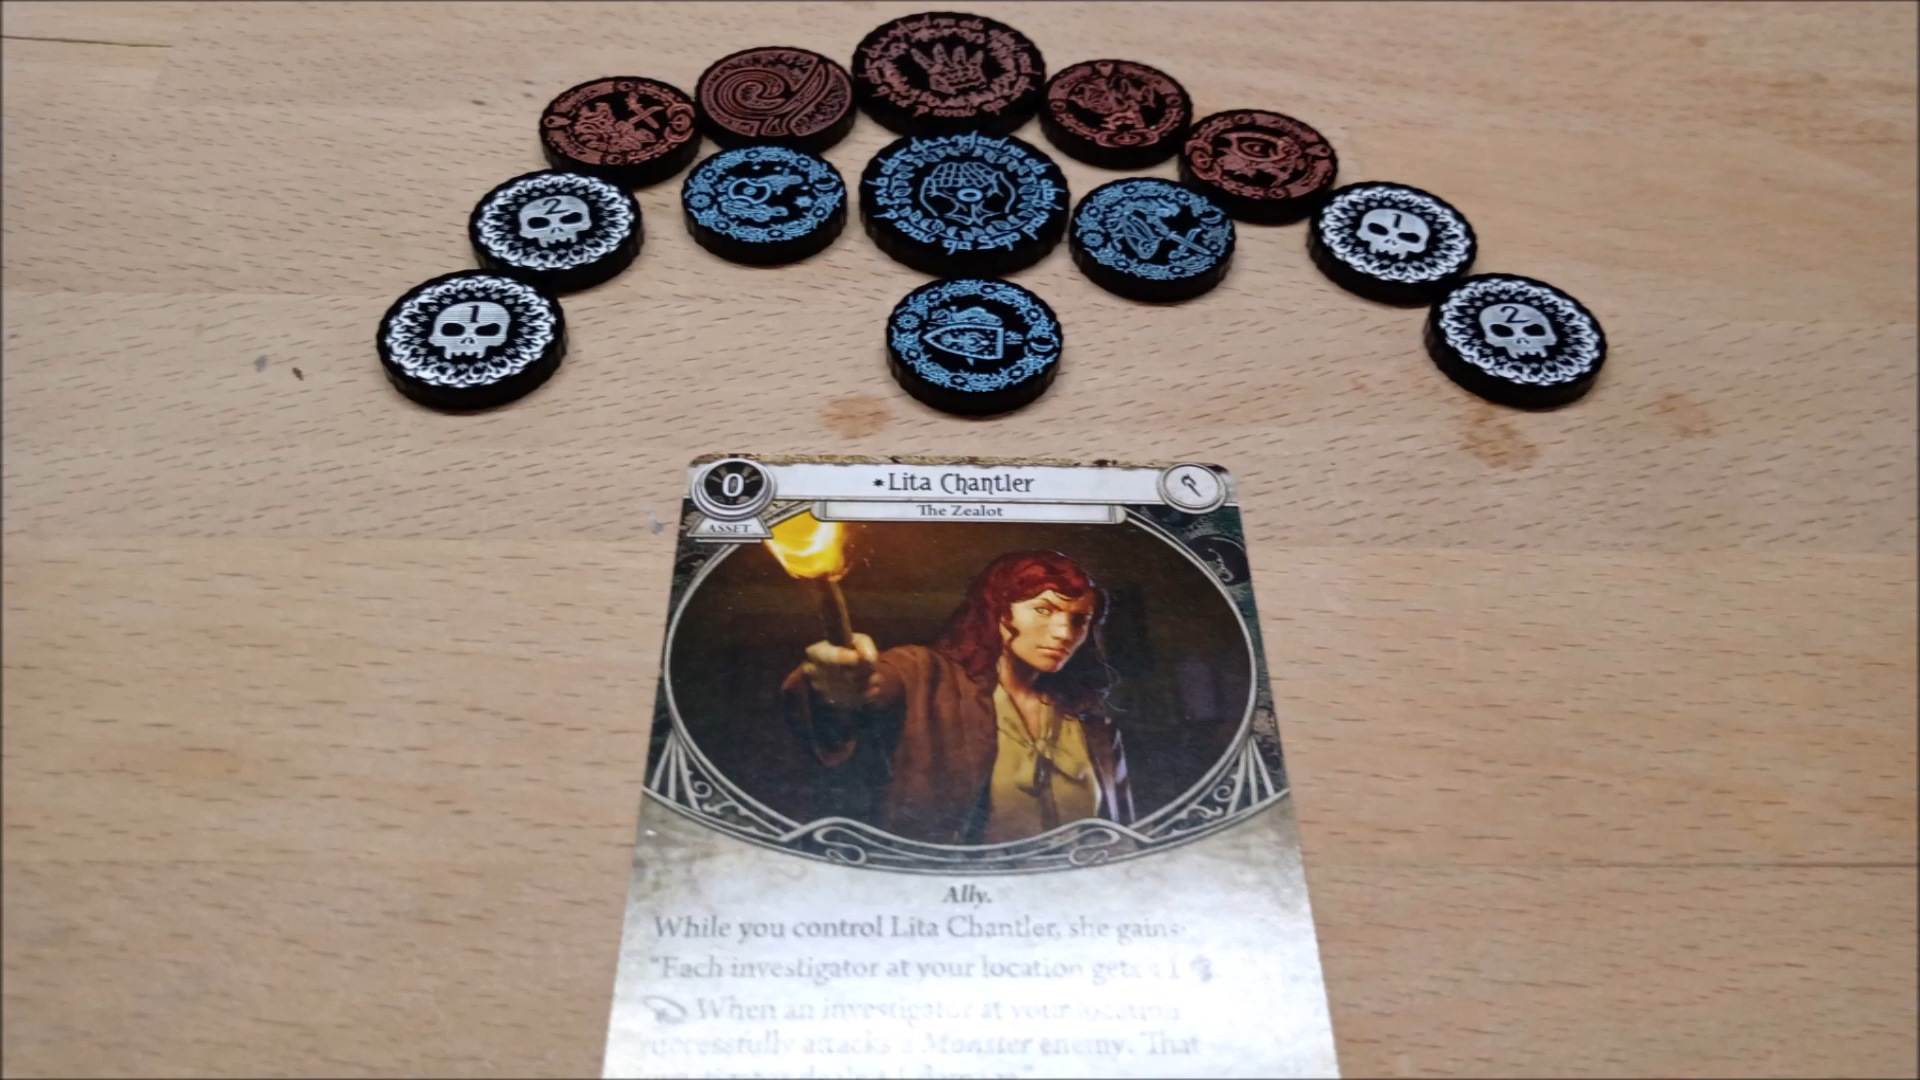 2
1
1
2
0
Lita Chantler
ASSET
The Zealot
Ally.
While you control Lita Chantler, she gains
"Each investigator at your location gets +1
When an investigator at your location
successfully attacks a Monster enemy. That